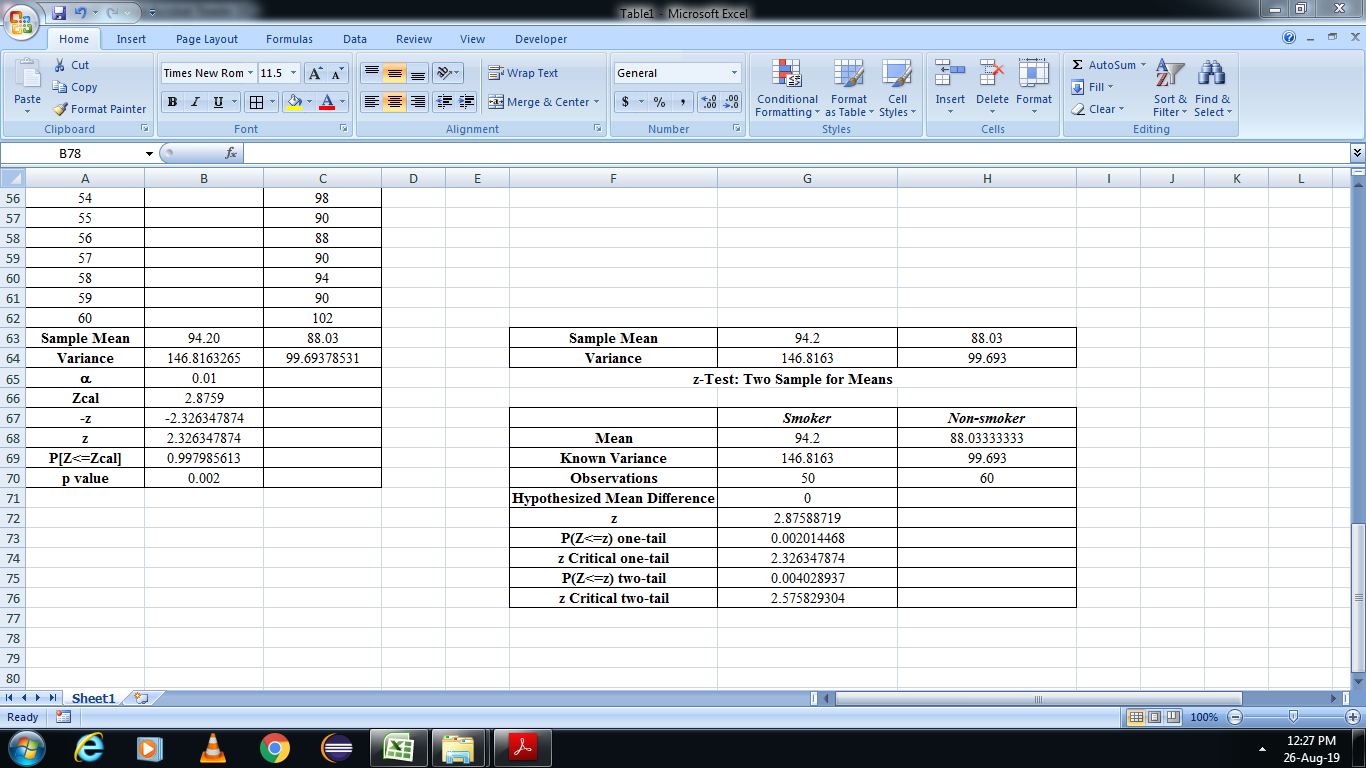 Table1 - Microsoft Excel
Home Insert Page Layout Formulas Data Review View Developer
Paste
Cut
Copy
Format Painter
Clipboard
Times New Rom 11.5
B I U
Font
Wrap Text
Merge & Center
Alignment
General
$ % ,
Number
Conditional Formatting
Format as Table
Cell Styles
Styles
Insert Delete Format
Cells
Σ AutoSum
Fill
Clear
Sort & Filter
Find & Select
Editing
B78 fx
A B C D E F G H I J K L
56 54 98
57 55 90
58 56 88
59 57 90
60 58 94
61 59 90
62 60 102
63 Sample Mean 94.20 88.03 Sample Mean 94.2 88.03
64 Variance 146.8163265 99.69378531 Variance 146.8163 99.693
65 α 0.01 z-Test: Two Sample for Means
66 Zcal 2.8759
67 -z -2.326347874 Smoker Non-smoker
68 z 2.326347874 Mean 94.2 88.03333333
69 P[Z<=Zcal] 0.997985613 Known Variance 146.8163 99.693
70 p value 0.002 Observations 50 60
71 Hypothesized Mean Difference 0
72 z 2.87588719
73 P(Z<=z) one-tail 0.002014468
74 z Critical one-tail 2.326347874
75 P(Z<=z) two-tail 0.004028937
76 z Critical two-tail 2.575829304
77
78
79
80
Sheet1
Ready 100%
12:27 PM
26-Aug-19